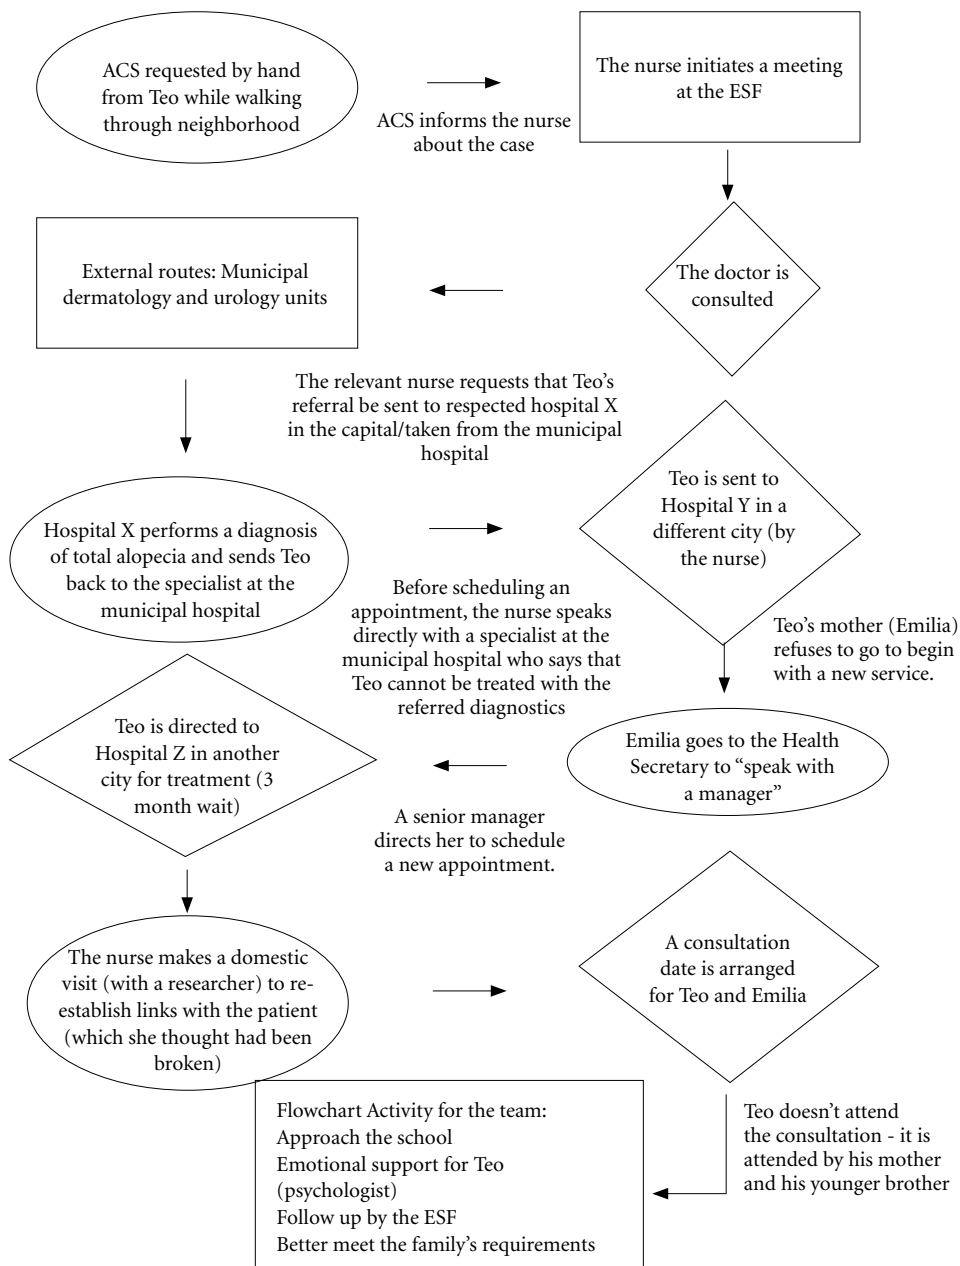 ACS requested by hand
from Teo while walking
through neighborhood
ACS informs the nurse
about the case
The nurse initiates a meeting
at the ESF
The doctor is
consulted
External routes: Municipal
dermatology and urology units
The relevant nurse requests that Teo's
referral be sent to respected hospital X
in the capital/taken from the municipal
hospital
Hospital X performs a diagnosis
of total alopecia and sends Teo
back to the specialist at the
municipal hospital
Before scheduling an
appointment, the nurse speaks
directly with a specialist at the
municipal hospital who says that
Teo cannot be treated with the
referred diagnostics
Teo is sent to
Hospital Y in a
different city (by
the nurse)
Teo's mother (Emilia)
refuses to go to begin
with a new service.
Emilia goes to the Health
Secretary to “speak with
a manager”
A senior manager
directs her to schedule
a new appointment.
Teo is directed to
Hospital Z in another
city for treatment (3
month wait)
The nurse makes a domestic
visit (with a researcher) to re-
establish links with the patient
(which she thought had been
broken)
A consultation
date is arranged
for Teo and Emilia
Teo doesn't attend
the consultation - it is
attended by his mother
and his younger brother
Flowchart Activity for the team:
Approach the school
Emotional support for Teo
(psychologist)
Follow up by the ESF
Better meet the family's requirements